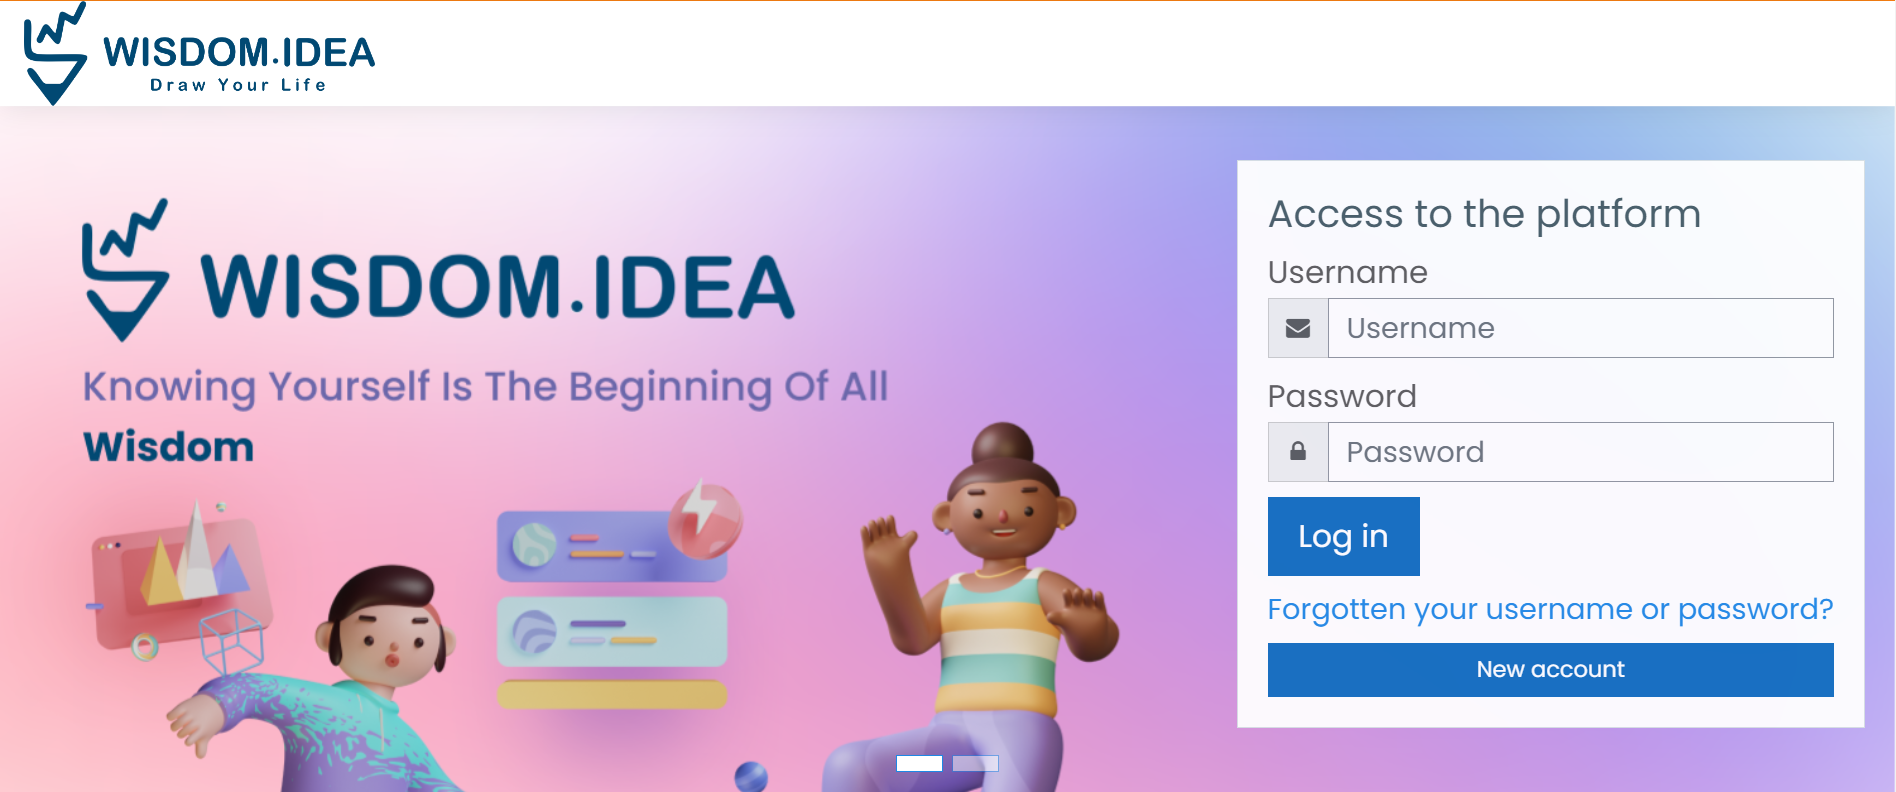 WISDOM.IDEA
Draw Your Life
WISDOM.IDEA
Knowing Yourself Is The Beginning Of All
Wisdom
Access to the platform
Username
Username
Password
Password
Log in
Forgotten your username or password?
New account